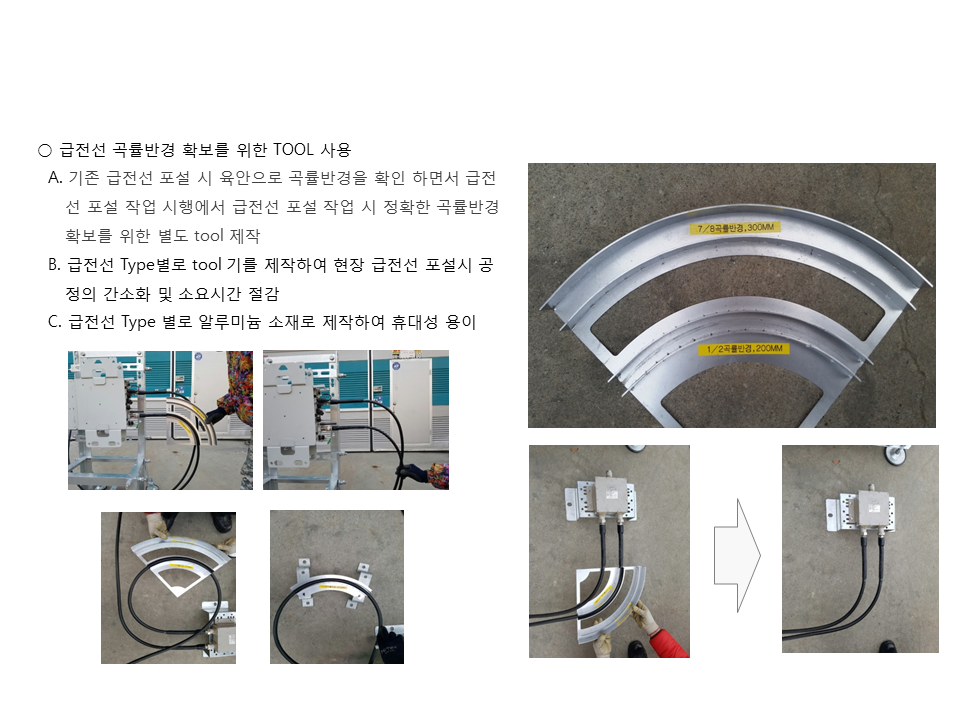 ○ 급전선 곡률반경 확보를 위한 TOOL 사용
A. 기존 급전선 포설 시 육안으로 곡률반경을 확인 하면서 급전
선 포설 작업 시행에서 급전선 포설 작업 시 정확한 곡률반경
확보를 위한 별도 tool 제작
B. 급전선 Type별로 tool 기를 제작하여 현장 급전선 포설시 공
정의 간소화 및 소요시간 절감
C. 급전선 Type 별로 알루미늄 소재로 제작하여 휴대성 용이
7/8곡률반경,300MM
1/2곡률반경,200MM